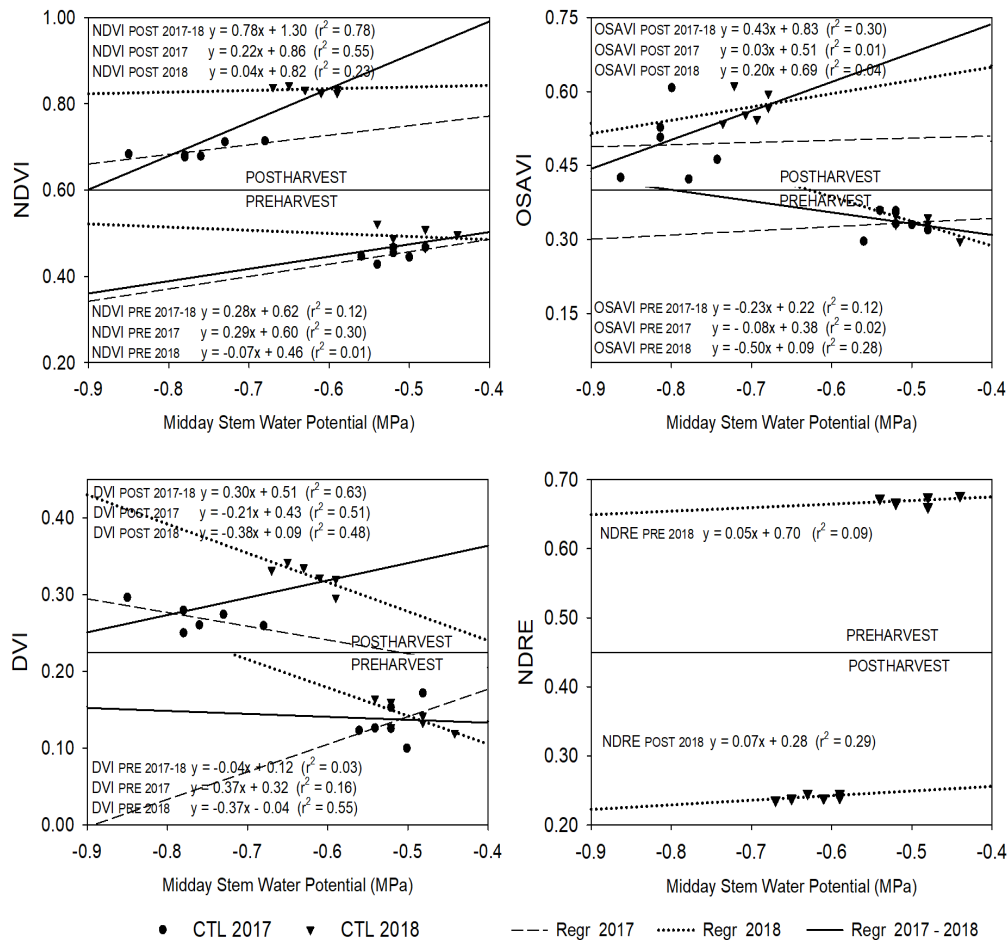 1.00
NDVI POST 2017-18 y = 0.78x + 1.30 (r² = 0.78)
NDVI POST 2017 y = 0.22x + 0.86 (r² = 0.55)
NDVI POST 2018 y = 0.04x + 0.82 (r² = 0.23)
0.80
0.60
0.40
0.20
NDVI
POSTHARVEST
PREHARVEST
NDVI PRE 2017-18 y = 0.28x + 0.62 (r² = 0.12)
NDVI PRE 2017 y = 0.29x + 0.60 (r² = 0.30)
NDVI PRE 2018 y = -0.07x + 0.46 (r² = 0.01)
-0.9 -0.8 -0.7 -0.6 -0.5 -0.4
Midday Stem Water Potential (MPa)
0.75
OSAVI POST 2017-18 y = 0.43x + 0.83 (r² = 0.30)
OSAVI POST 2017 y = 0.03x + 0.51 (r² = 0.01)
OSAVI POST 2018 y = 0.20x + 0.69 (r² = 0.04)
0.60
0.45
0.30
0.15
OSAVI
POSTHARVEST
PREHARVEST
OSAVI PRE 2017-18 y = -0.23x + 0.22 (r² = 0.12)
OSAVI PRE 2017 y = - 0.08x + 0.38 (r² = 0.02)
OSAVI PRE 2018 y = -0.50x + 0.09 (r² = 0.28)
-0.9 -0.8 -0.7 -0.6 -0.5 -0.4
Midday Stem Water Potential (MPa)
DVI POST 2017-18 y = 0.30x + 0.51 (r² = 0.63)
DVI POST 2017 y = -0.21x + 0.43 (r² = 0.51)
DVI POST 2018 y = -0.38x + 0.09 (r² = 0.48)
0.40
0.30
0.20
0.10
0.00
DVI
POSTHARVEST
PREHARVEST
DVI PRE 2017-18 y = -0.04x + 0.12 (r² = 0.03)
DVI PRE 2017 y = 0.37x + 0.32 (r² = 0.16)
DVI PRE 2018 y = -0.37x - 0.04 (r² = 0.55)
-0.9 -0.8 -0.7 -0.6 -0.5 -0.4
Midday Stem Water Potential (MPa)
0.70
0.60
0.50
0.40
0.30
0.20
NDRE
NDRE PRE 2018 y = 0.05x + 0.70 (r² = 0.09)
PREHARVEST
POSTHARVEST
NDRE POST 2018 y = 0.07x + 0.28 (r² = 0.29)
-0.9 -0.8 -0.7 -0.6 -0.5 -0.4
Midday Stem Water Potential (MPa)
CTL 2017 CTL 2018 Regr 2017 Regr 2018 Regr 2017 - 2018